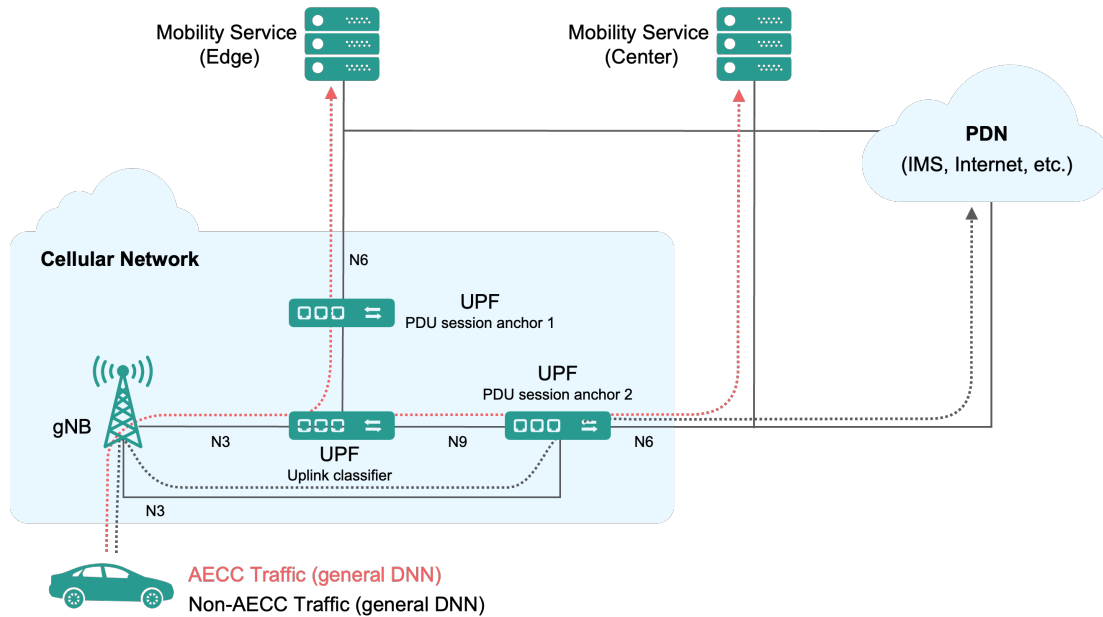 Mobility Service
(Edge)
Mobility Service
(Center)
PDN
(IMS, Internet, etc.)
Cellular Network
N6
UPF
PDU session anchor 1
UPF
PDU session anchor 2
gNB
N3
N9
N6
UPF
Uplink classifier
N3
AECC Traffic (general DNN)
Non-AECC Traffic (general DNN)